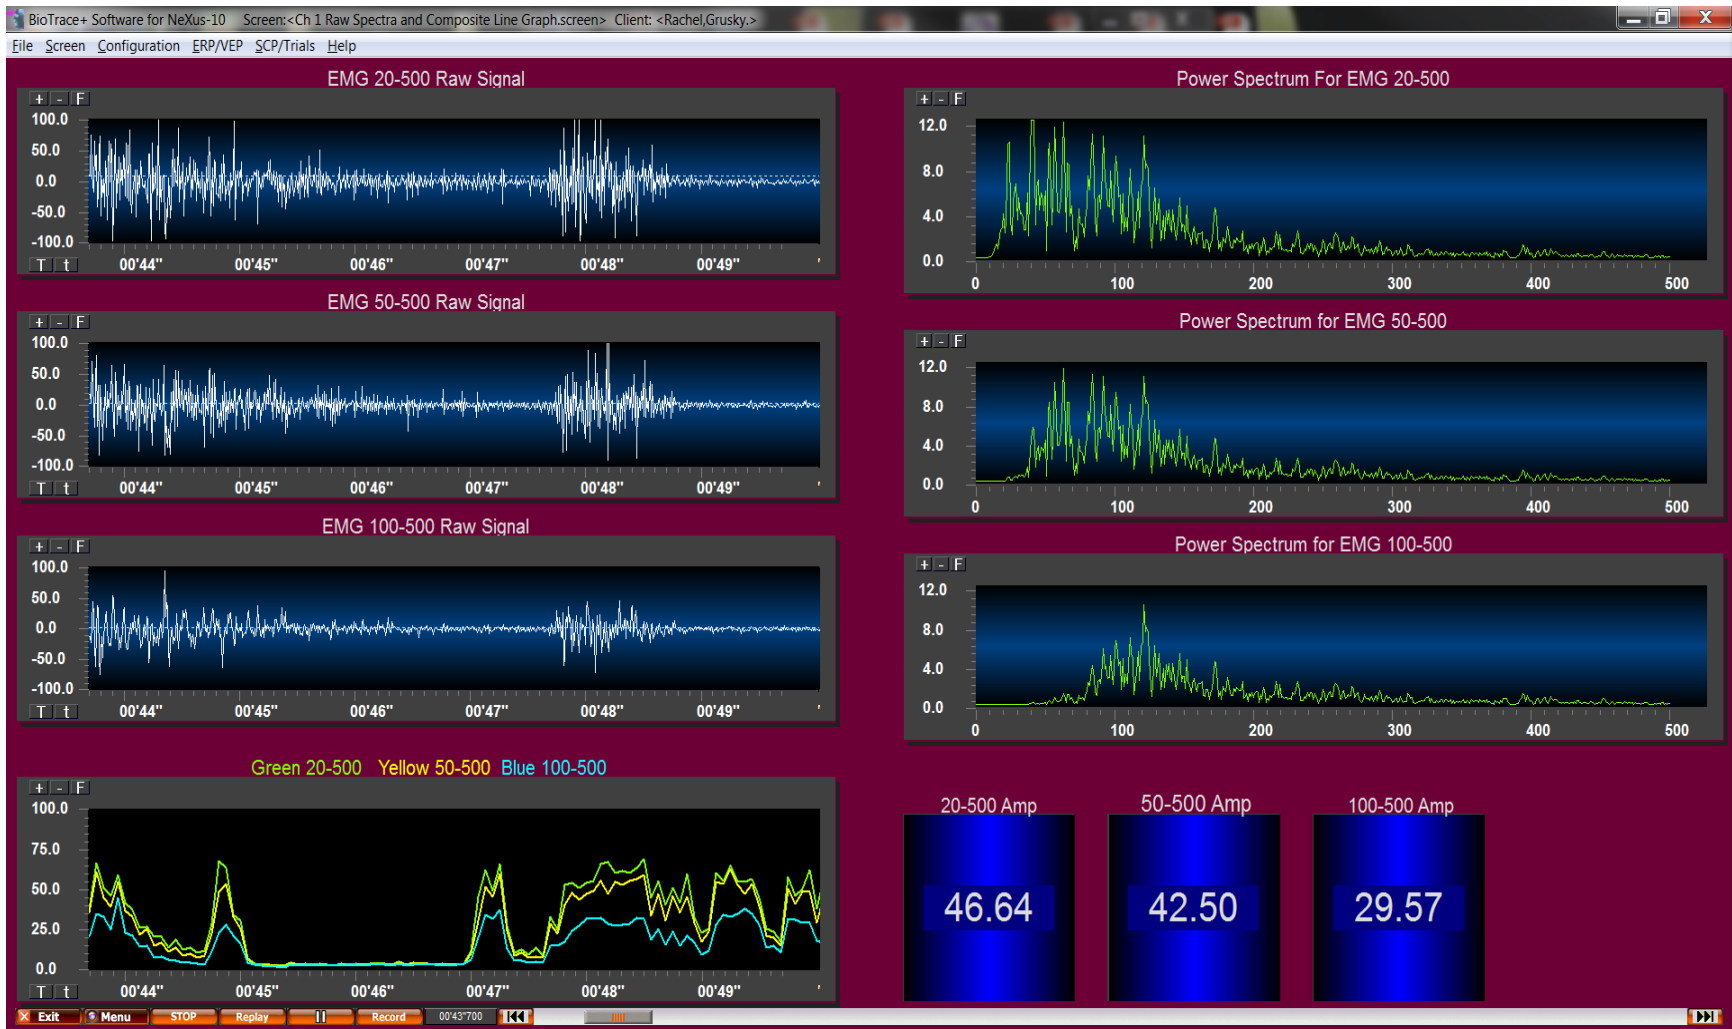 BioTrace+ Software for NeXus-10 Screen:<Ch 1 Raw Spectra and Composite Line Graph.screen> Client: <Rachel,Grusky.>
File Screen Configuration ERP/VEP SCP/Trials Help
EMG 20-500 Raw Signal
+ - F
100.0
50.0
0.0
-50.0
-100.0
T t 00'44" 00'45" 00'46" 00'47" 00'48" 00'49" '
EMG 50-500 Raw Signal
+ - F
100.0
50.0
0.0
-50.0
-100.0
T t 00'44" 00'45" 00'46" 00'47" 00'48" 00'49" '
EMG 100-500 Raw Signal
+ - F
100.0
50.0
0.0
-50.0
-100.0
T t 00'44" 00'45" 00'46" 00'47" 00'48" 00'49" '
Green 20-500 Yellow 50-500 Blue 100-500
+ - F
100.0
75.0
50.0
25.0
0.0
T t 00'44" 00'45" 00'46" 00'47" 00'48" 00'49" '
Power Spectrum For EMG 20-500
+ - F
12.0
8.0
4.0
0.0
0 100 200 300 400 500
Power Spectrum for EMG 50-500
+ - F
12.0
8.0
4.0
0.0
0 100 200 300 400 500
Power Spectrum for EMG 100-500
+ - F
12.0
8.0
4.0
0.0
0 100 200 300 400 500
20-500 Amp 50-500 Amp 100-500 Amp
46.64 42.50 29.57
Exit Menu STOP Replay Record 00'43"700